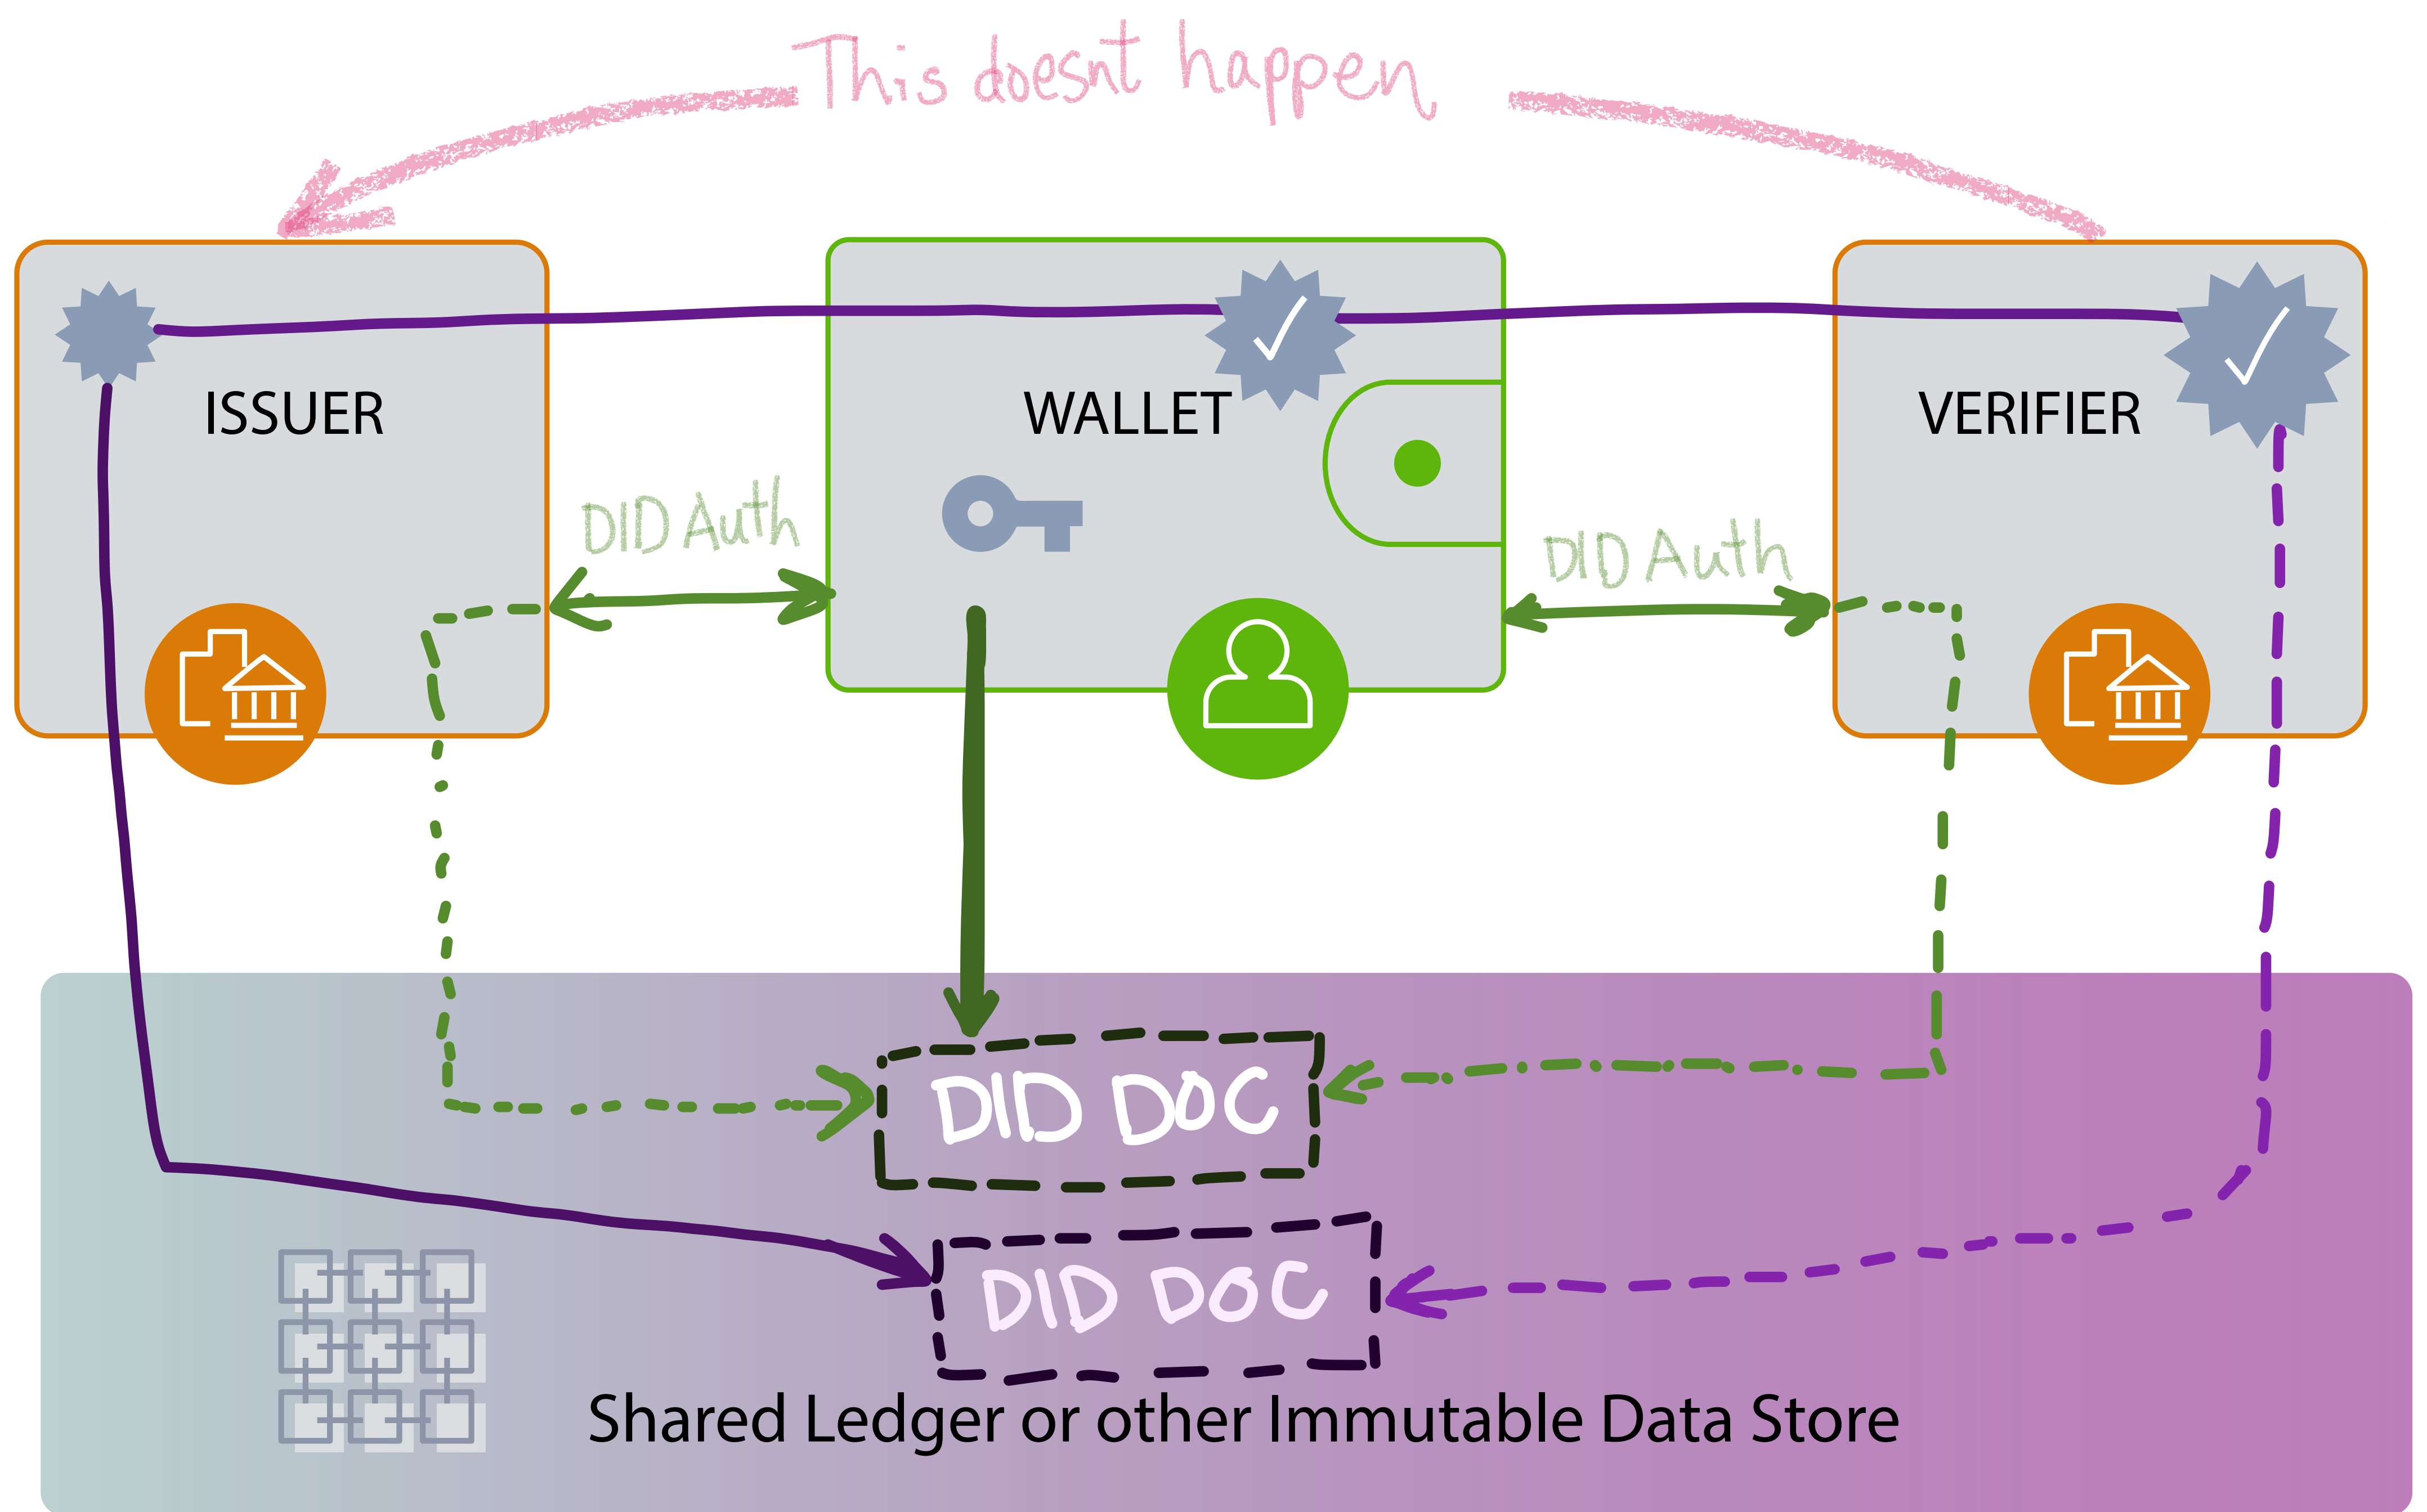 This doesnt happen
ISSUER
WALLET
VERIFIER
DID Auth
DID Auth
DID DOC
DID DOC
Shared Ledger or other Immutable Data Store